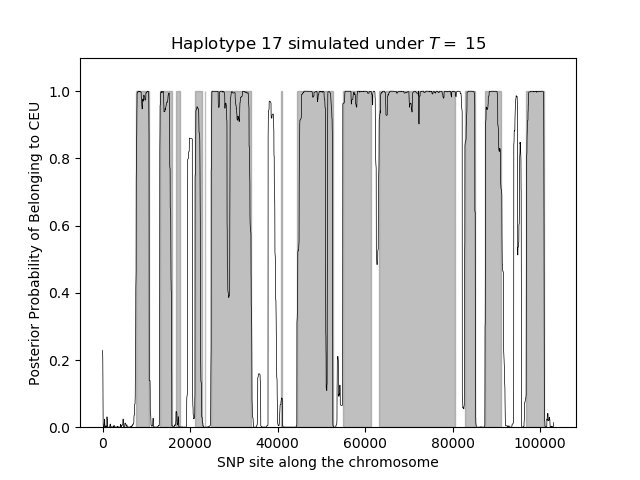 Haplotype 17 simulated under T = 15
1.0
0.8
0.6
0.4
0.2
0.0
Posterior Probability of Belonging to CEU
0 20000 40000 60000 80000 100000
SNP site along the chromosome